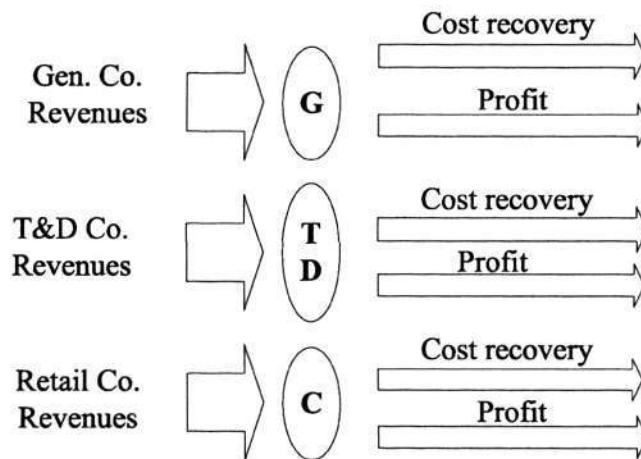 Cost recovery
Gen. Co.
Revenues
G
Profit
Cost recovery
T&D Co.
Revenues
T
D
Profit
Cost recovery
Retail Co.
Revenues
C
Profit